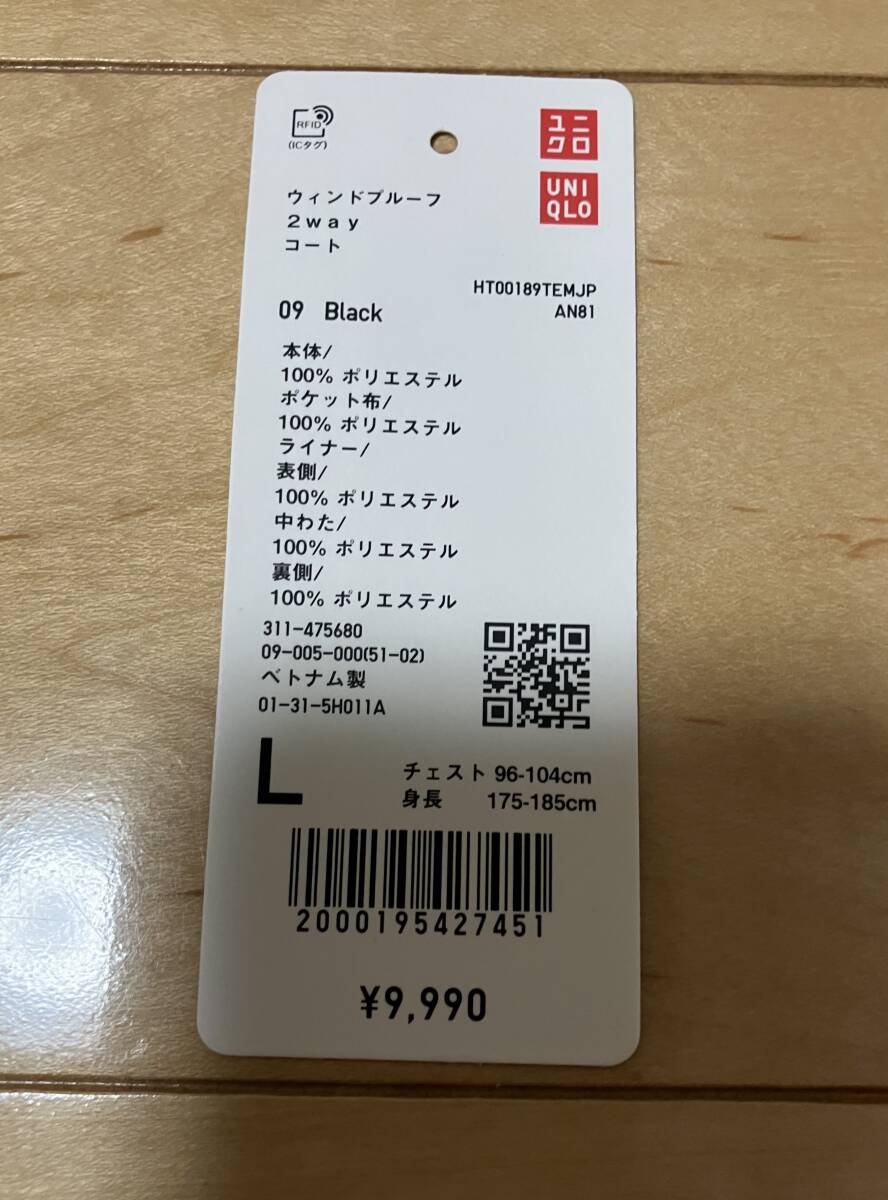 RFID
(ICタグ)
ユニ
クロ
UNI
QLO
ウィンドプルーフ
2way
コート
HT00189TEMJP
09 Black
AN81
本体/
100% ポリエステル
ポケット布/
100% ポリエステル
ライナー/
表側/
100% ポリエステル
中わた/
100% ポリエステル
裏側/
100% ポリエステル
311-475680
09-005-000(51-02)
ベトナム製
01-31-5H011A
L
チェスト 96-104cm
身長 175-185cm
2000195427451
¥9,990